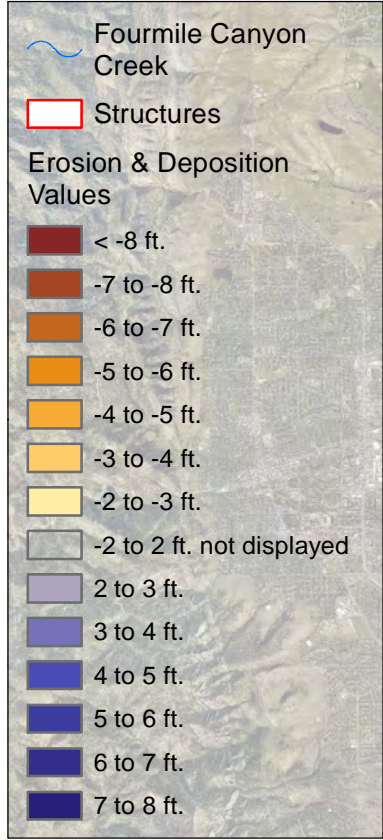 Fourmile Canyon
Creek
Structures
Erosion & Deposition
Values
< -8 ft.
-7 to -8 ft.
-6 to -7 ft.
-5 to -6 ft.
-4 to -5 ft.
-3 to -4 ft.
-2 to -3 ft.
-2 to 2 ft. not displayed
2 to 3 ft.
3 to 4 ft.
4 to 5 ft.
5 to 6 ft.
6 to 7 ft.
7 to 8 ft.